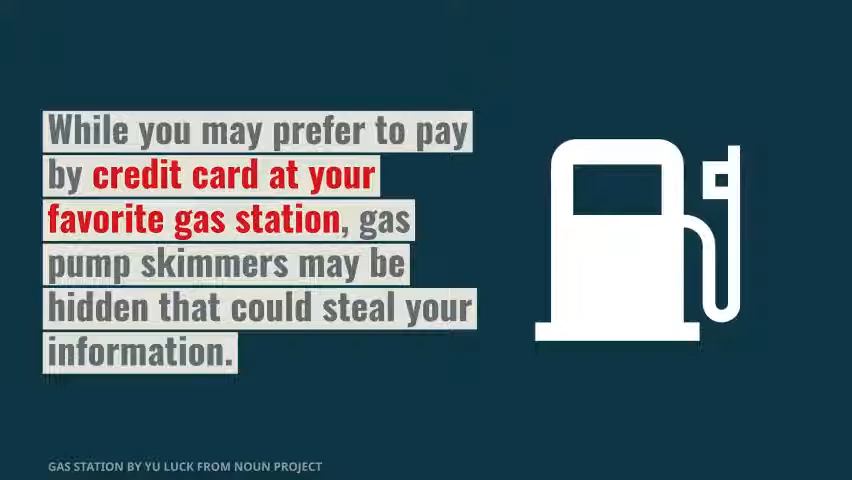 While you may prefer to pay
by credit card at your
favorite gas station, gas
pump skimmers may be
hidden that could steal your
information.
GAS STATION BY YU LUCK FROM NOUN PROJECT